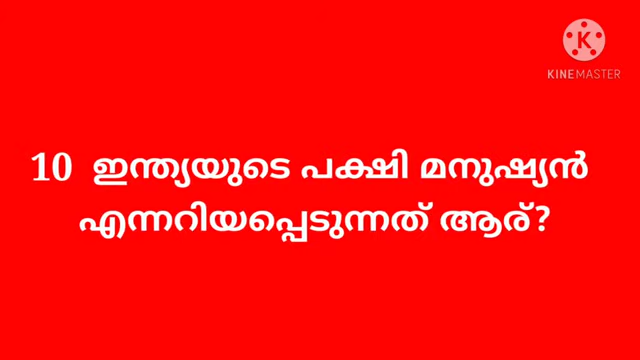 KINEMASTER
10 ഇന്ത്യയുടെ പക്ഷി മനുഷ്യൻ
എന്നറിയപ്പെടുന്നത് ആര്?